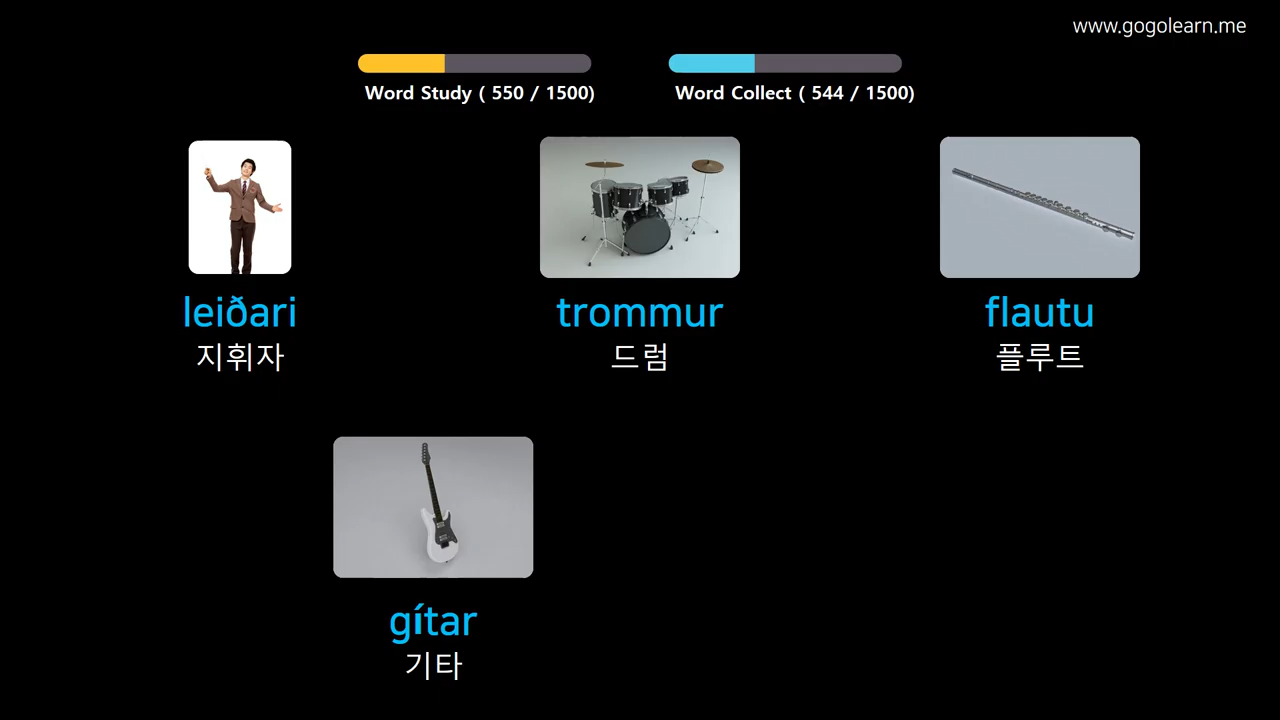 www.gogolearn.me
Word Study ( 550 / 1500)
Word Collect ( 544 / 1500)
leiðari
지휘자
trommur
드럼
flautu
플루트
gítar
기타